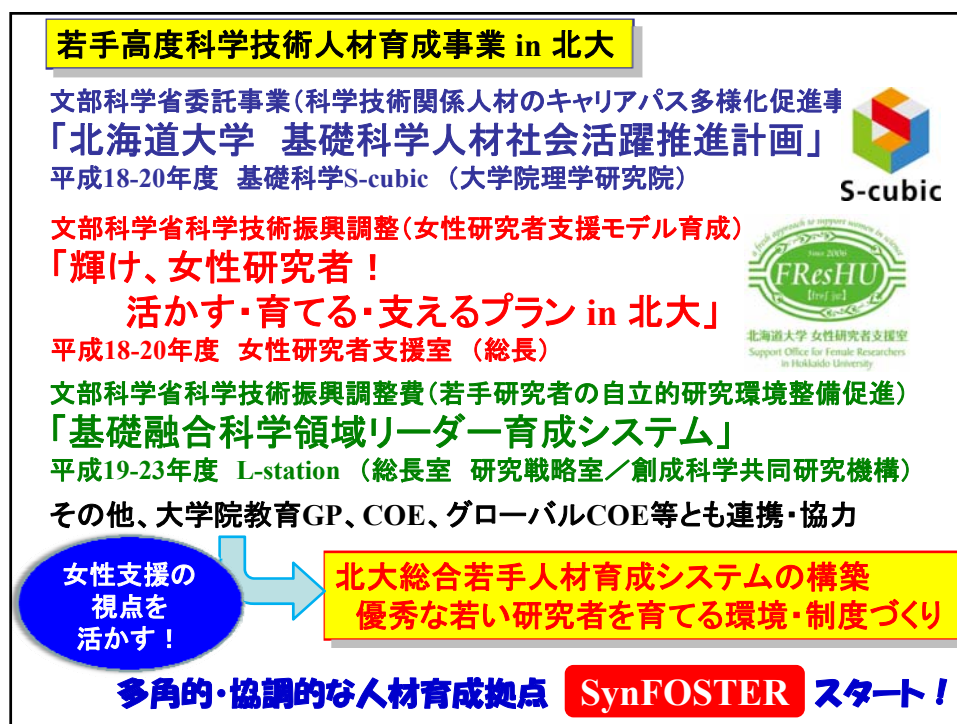 若手高度科学技術人材育成事業 in 北大
文部科学省委託事業（科学技術関係人材のキャリアパス多様化促進事
「北海道大学　基礎科学人材社会活躍推進計画」
平成18-20年度　基礎科学S-cubic （大学院理学研究院）
S-cubic
文部科学省科学技術振興調整（女性研究者支援モデル育成）
「輝け、女性研究者！
活かす・育てる・支えるプラン in 北大」
平成18-20年度　女性研究者支援室 （総長）
a fresh approach to support women in science
Since 2006
FResHU
[freʃ ju:]
北海道大学 女性研究者支援室
Support Office for Female Researchers
in Hokkaido University
文部科学省科学技術振興調整費（若手研究者の自立的研究環境整備促進）
「基礎融合科学領域リーダー育成システム」
平成19-23年度　L-station （総長室　研究戦略室／創成科学共同研究機構）
その他、大学院教育GP、COE、グローバルCOE等とも連携・協力
女性支援の
視点を
活かす！
北大総合若手人材育成システムの構築
優秀な若い研究者を育てる環境・制度づくり
多角的・協調的な人材育成拠点 SynFOSTER スタート！